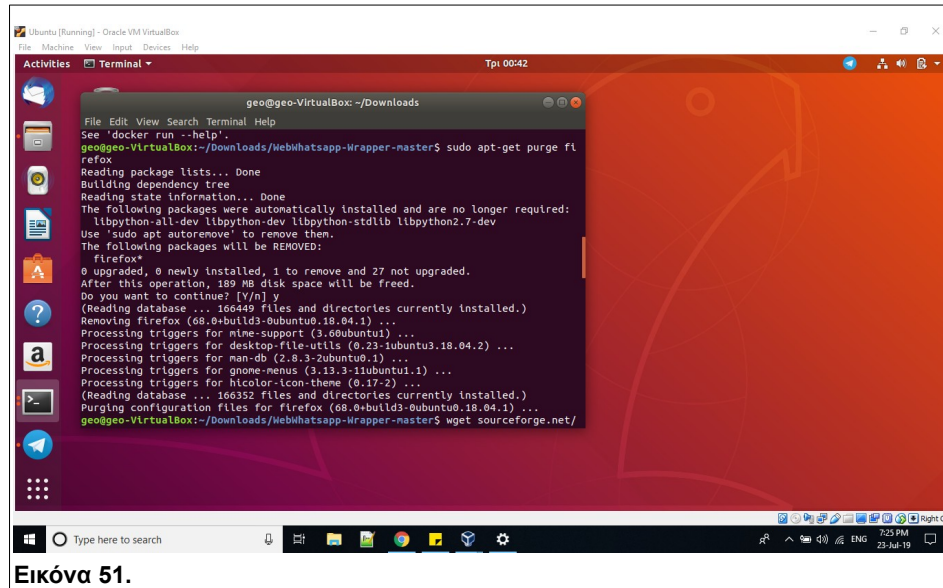 Ubuntu [Running] - Oracle VM VirtualBox
File Machine View Input Devices Help
Activities Terminal Τρι 00:42
geo@geo-VirtualBox: ~/Downloads
File Edit View Search Terminal Help
See 'docker run --help'.
geo@geo-VirtualBox:~/Downloads/WebWhatsapp-Wrapper-master$ sudo apt-get purge fi
refox
Reading package lists... Done
Building dependency tree
Reading state information... Done
The following packages were automatically installed and are no longer required:
libpython-all-dev libpython-dev libpython-stdlib libpython2.7-dev
Use 'sudo apt autoremove' to remove them.
The following packages will be REMOVED:
firefox*
0 upgraded, 0 newly installed, 1 to remove and 27 not upgraded.
After this operation, 189 MB disk space will be freed.
Do you want to continue? [Y/n] y
(Reading database ... 166449 files and directories currently installed.)
Removing firefox (68.0+build3-0ubuntu0.18.04.1) ...
Processing triggers for mime-support (3.60ubuntu1) ...
Processing triggers for desktop-file-utils (0.23-1ubuntu3.18.04.2) ...
Processing triggers for man-db (2.8.3-2ubuntu0.1) ...
Processing triggers for gnome-menus (3.13.3-11ubuntu1.1) ...
Processing triggers for hicolor-icon-theme (0.17-2) ...
(Reading database ... 166352 files and directories currently installed.)
Purging configuration files for firefox (68.0+build3-0ubuntu0.18.04.1) ...
geo@geo-VirtualBox:~/Downloads/WebWhatsapp-Wrapper-master$ wget sourceforge.net/
Right C
Type here to search
ENG
7:25 PM
23-Jul-19
Εικόνα 51.